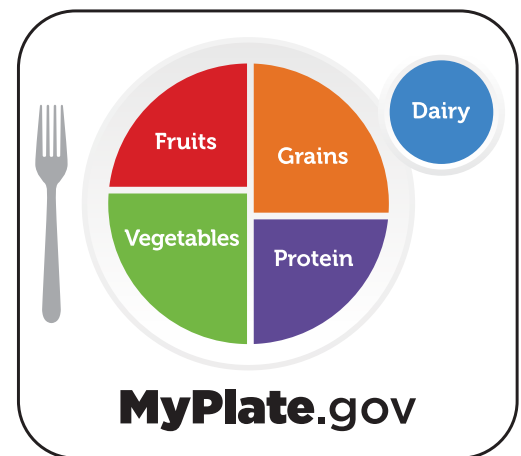 Fruits
Grains
Dairy
Vegetables
Protein
MyPlate.gov